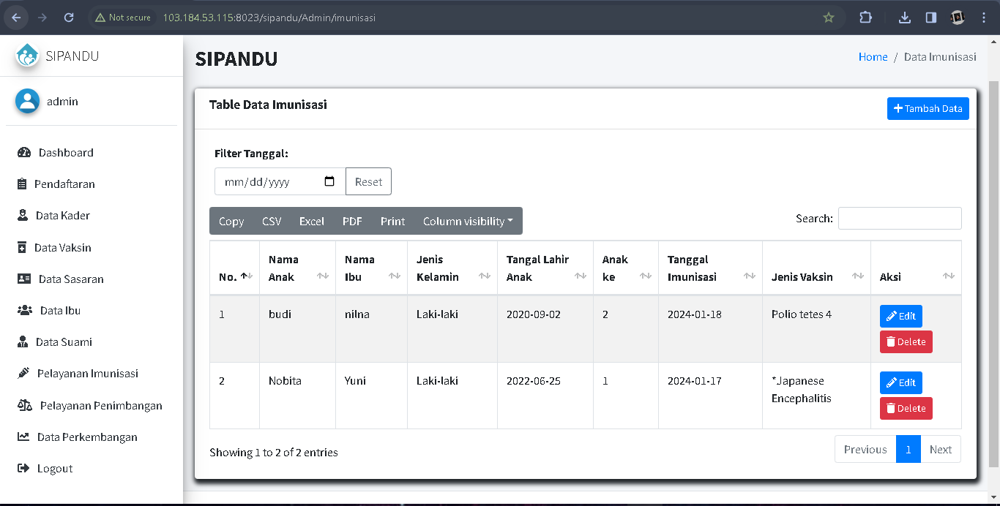 Not secure 103.184.53.115:8023/sipandu/Admin/imunisasi
SIPANDU
admin
Dashboard
Pendaftaran
Data Kader
Data Vaksin
Data Sasaran
Data Ibu
Data Suami
Pelayanan Imunisasi
Pelayanan Penimbangan
Data Perkembangan
Logout
SIPANDU
Home / Data Imunisasi
Table Data Imunisasi
Tambah Data
Filter Tanggal:
mm/dd/yyyy Reset
Copy CSV Excel PDF Print Column visibility
Search:
No. Nama Anak Nama Ibu Jenis Kelamin Tangal Lahir Anak Anak ke Tanggal Imunisasi Jenis Vaksin Aksi
1 budi nilna Laki-laki 2020-09-02 2 2024-01-18 Polio tetes 4 Edit
Delete
2 Nobita Yuni Laki-laki 2022-06-25 1 2024-01-17 *Japanese Encephalitis Edit
Delete
Showing 1 to 2 of 2 entries
Previous 1 Next